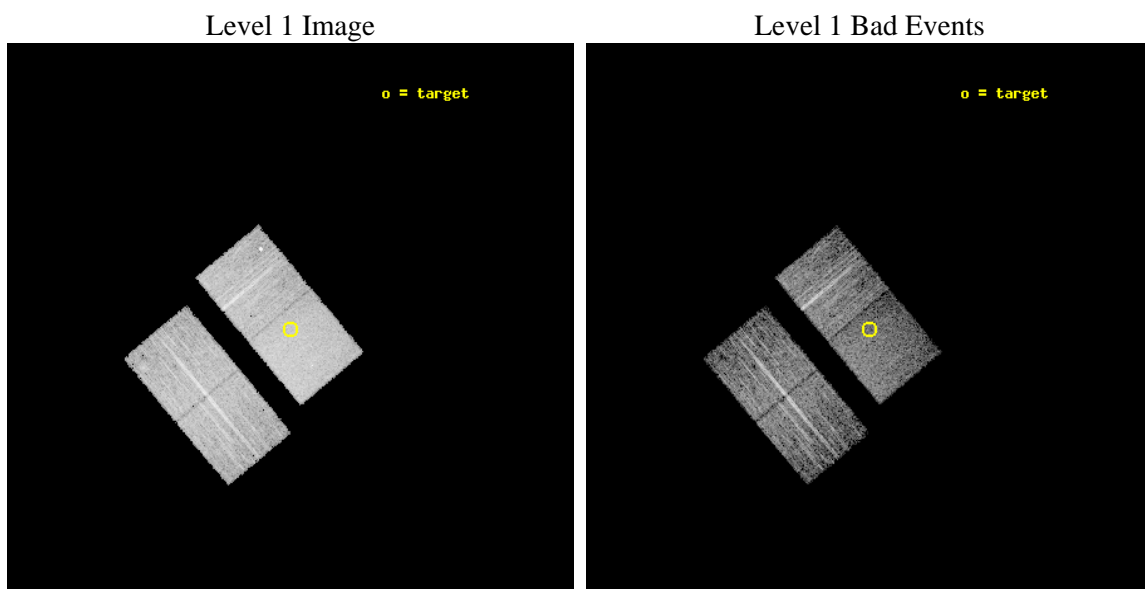 Level 1 Image
Level 1 Bad Events
o = target
o = target